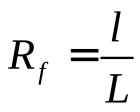 R_f = l/L